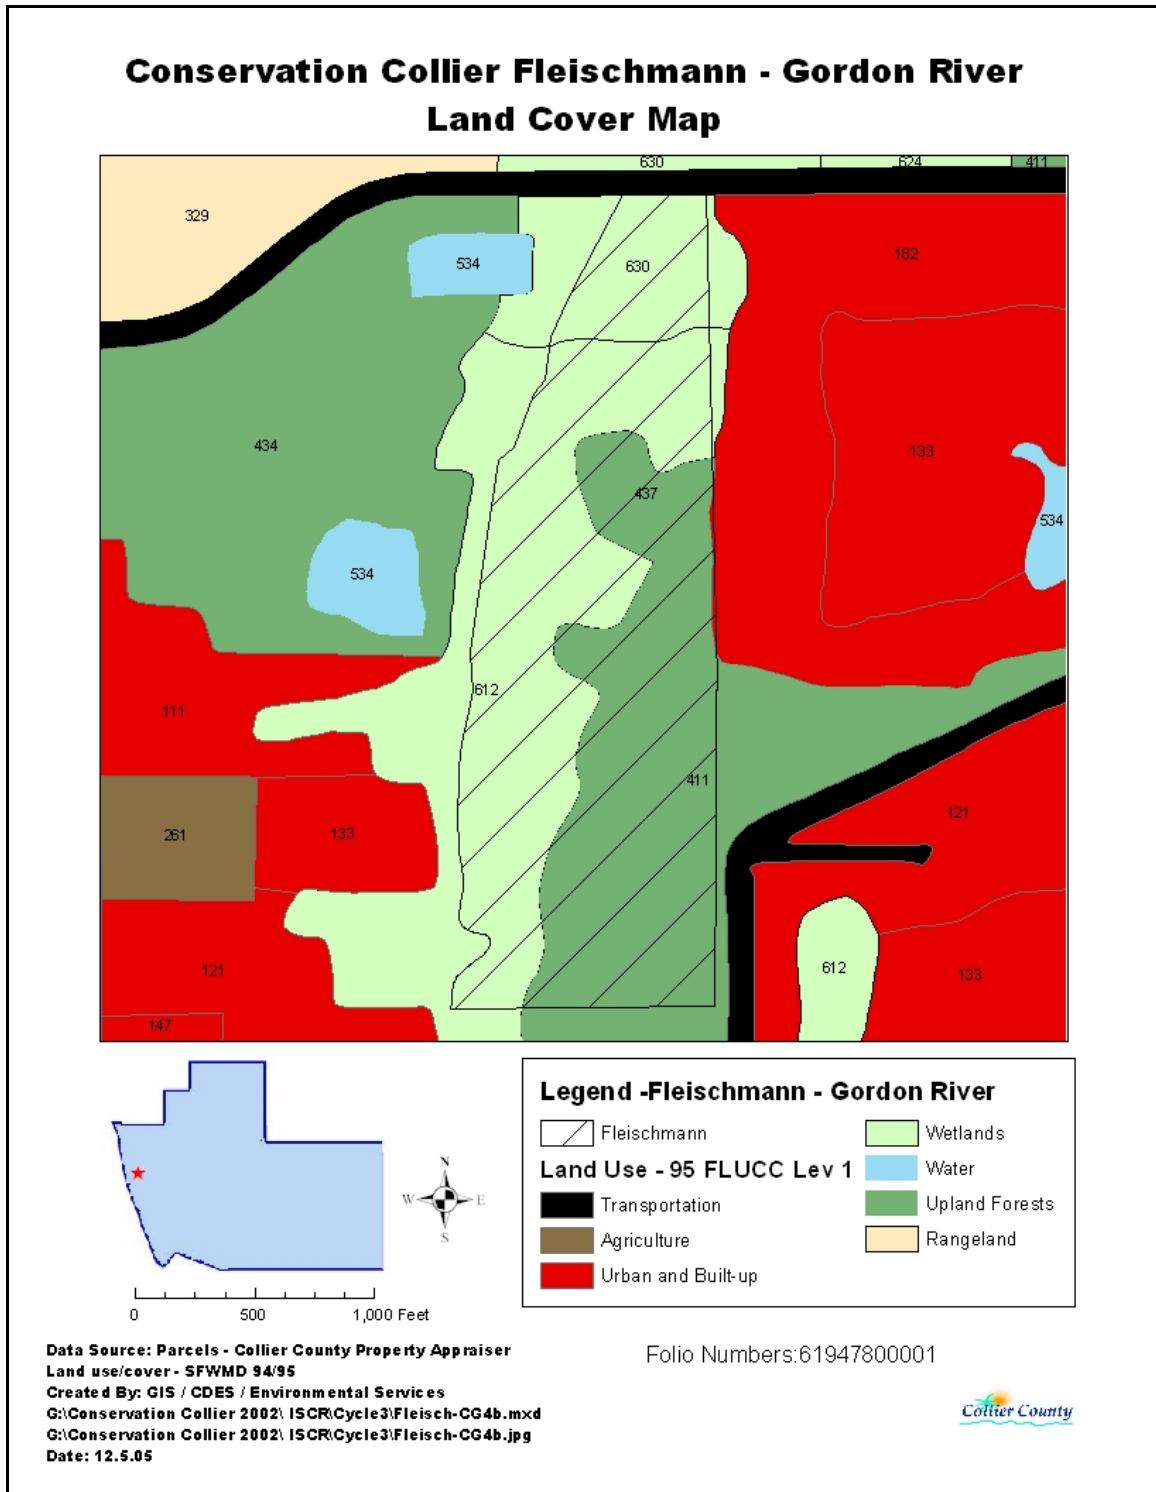 Conservation Collier Fleischmann - Gordon River
Land Cover Map
630
624
411
329
182
534
630
434
133
437
534
534
612
111
411
121
261
133
612
133
121
147
Legend -Fleischmann - Gordon River
Fleischmann
Wetlands
Land Use - 95 FLUCC Lev 1
Water
Transportation
Upland Forests
Agriculture
Rangeland
Urban and Built-up
N
W
E
S
0 500 1,000 Feet
Data Source: Parcels - Collier County Property Appraiser
Land use/cover - SFWMD 94/95
Created By: GIS / CDES / Environmental Services
G:\Conservation Collier 2002\ ISCR\Cycle3\Fleisch-CG4b.mxd
G:\Conservation Collier 2002\ ISCR\Cycle3\Fleisch-CG4b.jpg
Date: 12.5.05
Folio Numbers:61947800001
Collier County